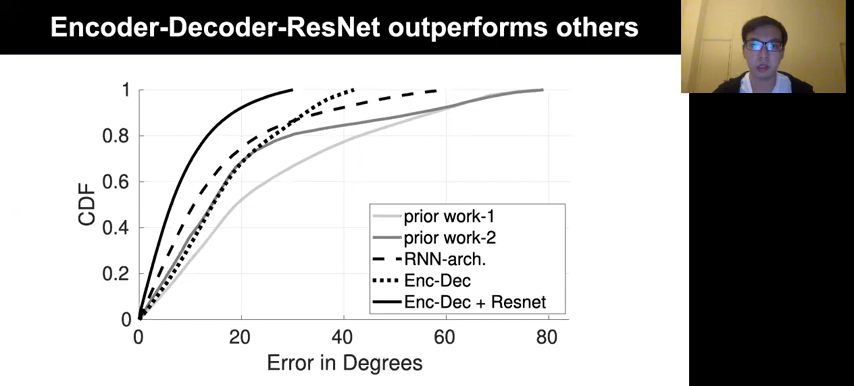 Encoder-Decoder-ResNet outperforms others
1
0.8
0.6
0.4
0.2
0
CDF
0
20
40
60
80
Error in Degrees
prior work-1
prior work-2
RNN-arch.
Enc-Dec
Enc-Dec + Resnet